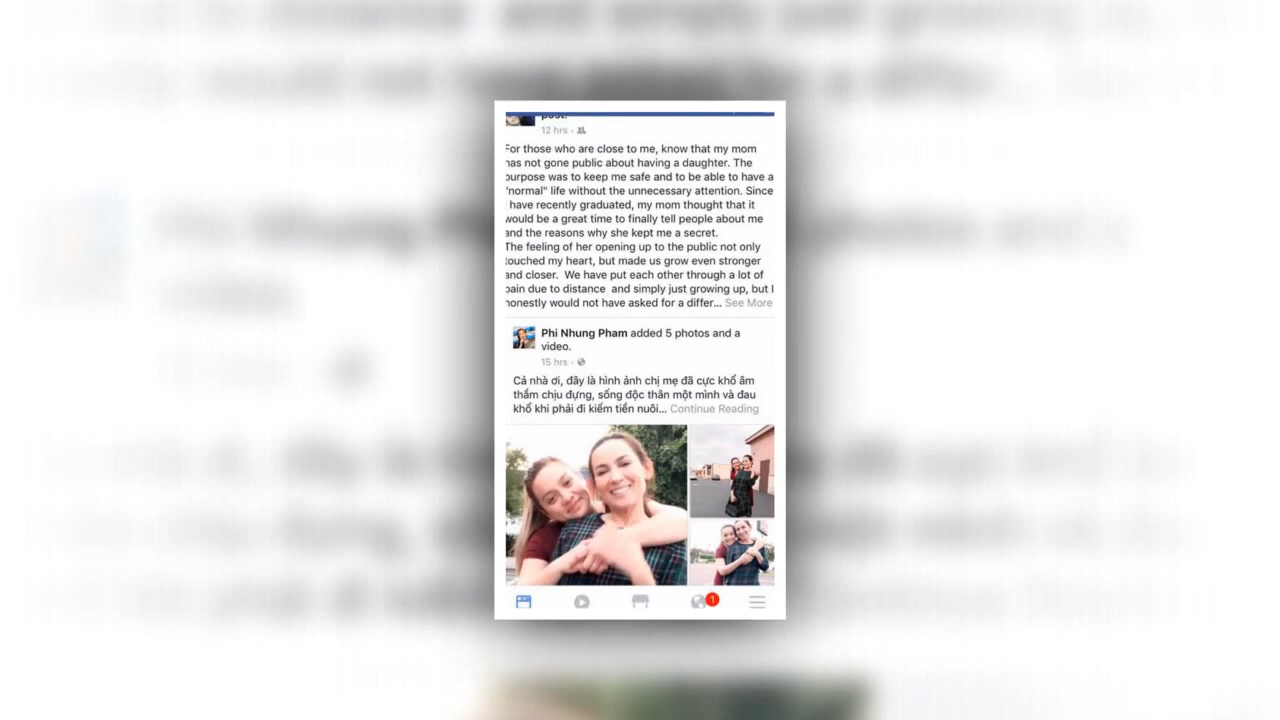 post.
12 hrs
For those who are close to me, know that my mom
has not gone public about having a daughter. The
purpose was to keep me safe and to be able to have a
"normal" life without the unnecessary attention. Since
I have recently graduated, my mom thought that it
would be a great time to finally tell people about me
and the reasons why she kept me a secret.
The feeling of her opening up to the public not only
touched my heart, but made us grow even stronger
and closer. We have put each other through a lot of
pain due to distance and simply just growing up, but I
honestly would not have asked for a differ... See More
Phi Nhung Pham added 5 photos and a
video.
15 hrs
Cả nhà ơi, đây là hình ảnh chị mẹ đã cực khổ âm
thầm chịu đựng, sống độc thân một mình và đau
khổ khi phải đi kiếm tiền nuôi... Continue Reading
1